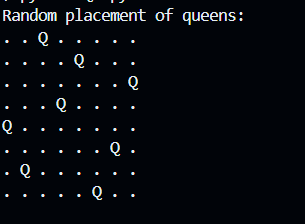 Random placement of queens:
. . Q . . . . .
. . . . Q . . .
. . . . . . . Q
. . . Q . . . .
Q . . . . . . .
. . . . . . Q .
. Q . . . . . .
. . . . . Q . .